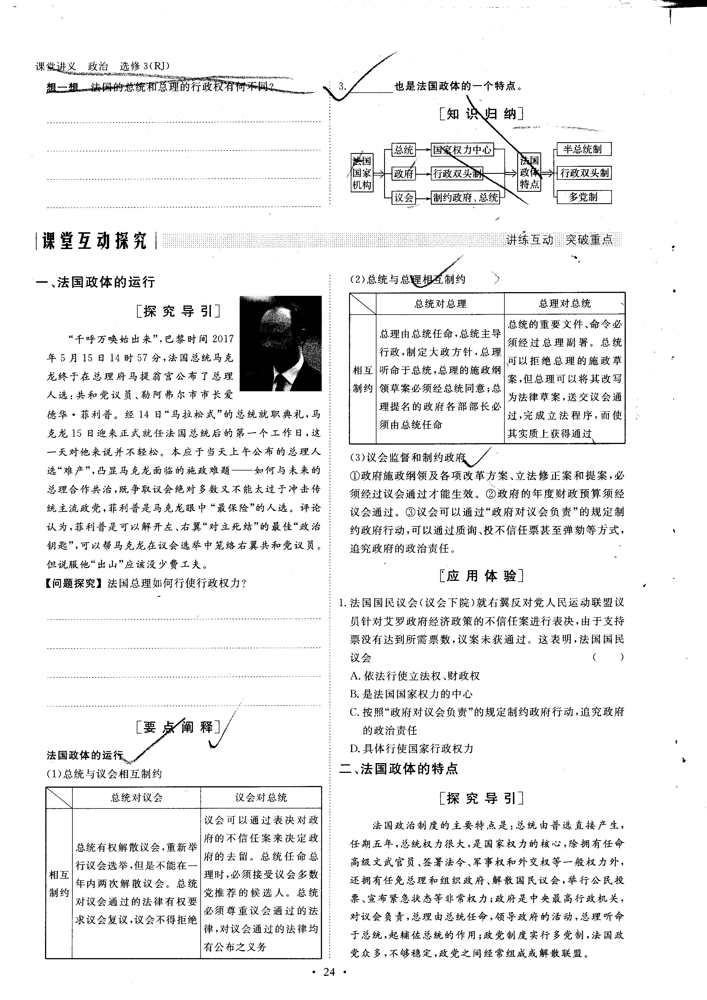 课堂讲义 政治 选修3(RJ)
想一想 法国的总统和总理的行政权有何不同?
3.________也是法国政体的一个特点。
[知识归纳]
法国
国家
机构
总统
国家权力中心
政府
行政双头制
议会
制约政府、总统
法国
政体
特点
半总统制
行政双头制
多党制
课堂互动探究
讲练互动 突破重点
一、法国政体的运行
[探究导引]
“千呼万唤始出来”,巴黎时间 2017
年 5 月 15 日 14 时 57 分,法国总统马克
龙终于在总理府马提翁宫公布了总理
人选:共和党议员、勒阿弗尔市市长爱
德华·菲利普。经 14 日“马拉松式”的总统就职典礼,马
克龙 15 日迎来正式就任法国总统后的第一个工作日,这
一天对他来说并不轻松。本应于当天上午公布的总理人
选“难产”,凸显马克龙面临的施政难题——如何与未来的
总理合作共治,既争取议会绝对多数又不能太过于冲击传
统主流政党,菲利普是马克龙眼中“最保险”的人选。评论
认为,菲利普是可以解开左、右翼“对立死结”的最佳“政治
钥匙”,可以帮马克龙在议会选举中笼络右翼共和党议员。
但说服他“出山”应该没少费工夫。
【问题探究】法国总理如何行使行政权力?
[要点阐释]
法国政体的运行
(1)总统与议会相互制约
总统对议会
议会对总统
相互
制约
总统有权解散议会,重新举
行议会选举,但是不能在一
年内两次解散议会。总统
对议会通过的法律有权要
求议会复议,议会不得拒绝
议会可以通过表决对政
府的不信任案来决定政
府的去留。总统任命总
理时,必须接受议会多数
党推荐的候选人。总统
必须尊重议会通过的法
律,对议会通过的法律均
有公布之义务
(2)总统与总理相互制约
总统对总理
总理对总统
相互
制约
总理由总统任命,总统主导
行政,制定大政方针,总理
听命于总统,总理的施政纲
领草案必须经总统同意;总
理提名的政府各部部长必
须由总统任命
总统的重要文件、命令必
须经过总理副署。总统
可以拒绝总理的施政草
案,但总理可以将其改写
为法律草案,送交议会通
过,完成立法程序,而使
其实质上获得通过
(3)议会监督和制约政府
①政府施政纲领及各项改革方案、立法修正案和提案,必
须经过议会通过才能生效。②政府的年度财政预算须经
议会通过。③议会可以通过“政府对议会负责”的规定制
约政府行动,可以通过质询、投不信任票甚至弹劾等方式,
追究政府的政治责任。
[应用体验]
1. 法国国民议会(议会下院)就右翼反对党人民运动联盟议
员针对艾罗政府经济政策的不信任案进行表决,由于支持
票没有达到所需票数,议案未获通过。这表明,法国国民
议会 ( )
A. 依法行使立法权、财政权
B. 是法国国家权力的中心
C. 按照“政府对议会负责”的规定制约政府行动,追究政府
的政治责任
D. 具体行使国家行政权力
二、法国政体的特点
[探究导引]
法国政治制度的主要特点是:总统由普选直接产生,
任期五年,总统权力很大,是国家权力的核心,除拥有任命
高级文武官员、签署法令、军事权和外交权等一般权力外,
还拥有任免总理和组织政府、解散国民议会,举行公民投
票、宣布紧急状态等非常权力;政府是中央最高行政机关,
对议会负责,总理由总统任命,领导政府的活动,总理听命
于总统,起辅佐总统的作用;政党制度实行多党制,法国政
党众多,不够稳定,政党之间经常组成或解散联盟。
· 24 ·